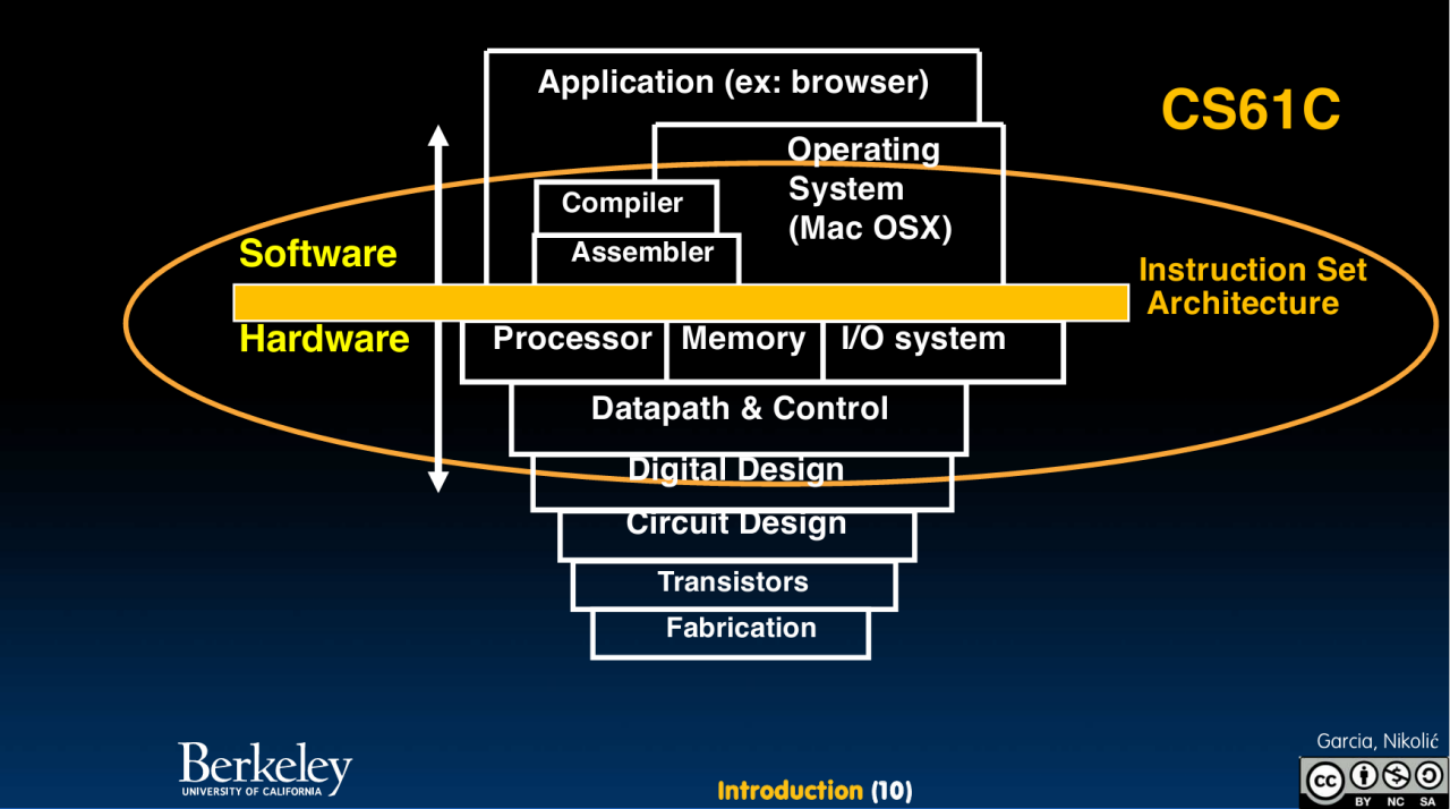 Application (ex: browser)
CS61C
Operating
System
(Mac OSX)
Compiler
Assembler
Software
Instruction Set
Architecture
Hardware
Processor
Memory
I/O system
Datapath & Control
Digital Design
Circuit Design
Transistors
Fabrication
Berkeley
UNIVERSITY OF CALIFORNIA
Introduction (10)
Garcia, Nikolić
cc
BY NC SA